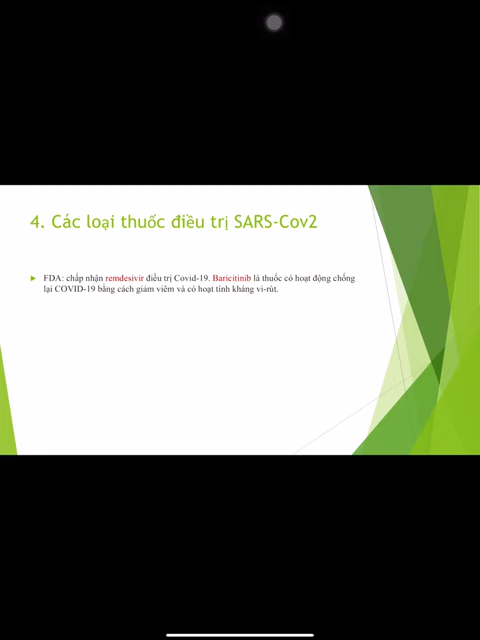 4. Các loại thuốc điều trị SARS-Cov2
FDA: chấp nhận remdesivir điều trị Covid-19. Baricitinib là thuốc có hoạt động chống
lại COVID-19 bằng cách giảm viêm và có hoạt tính kháng vi-rút.